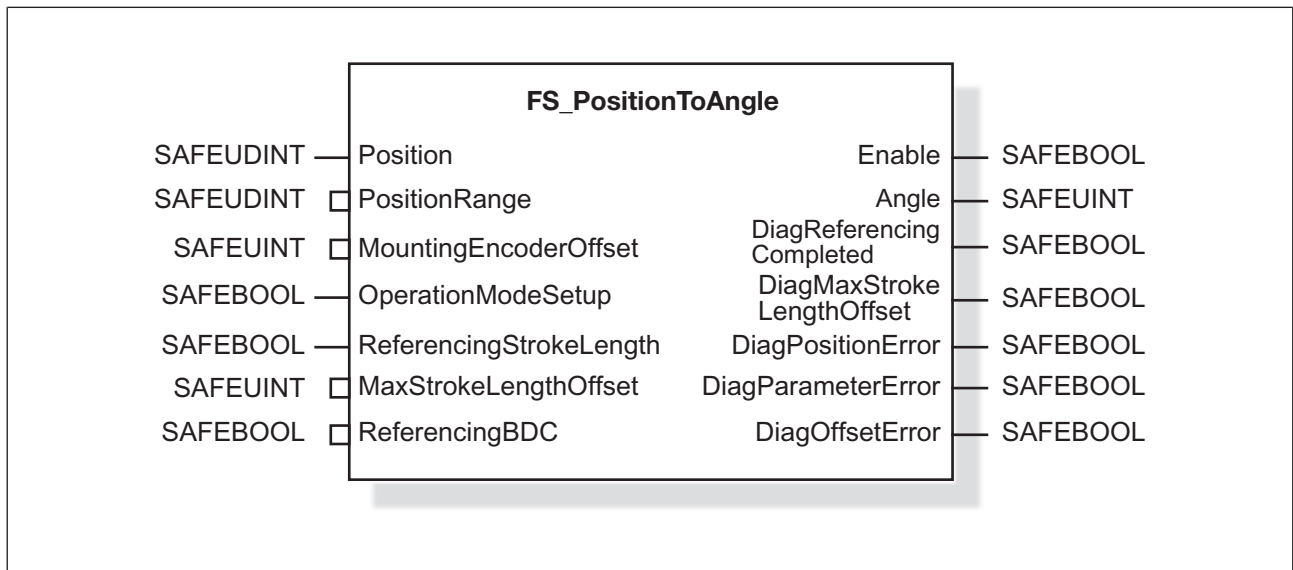 FS_PositionToAngle
SAFEUDINT Position Enable SAFEBOOL
SAFEUDINT PositionRange Angle SAFEUINT
SAFEUINT MountingEncoderOffset DiagReferencing
Completed SAFEBOOL
SAFEBOOL OperationModeSetup DiagMaxStroke
LengthOffset SAFEBOOL
SAFEBOOL ReferencingStrokeLength DiagPositionError SAFEBOOL
SAFEUINT MaxStrokeLengthOffset DiagParameterError SAFEBOOL
SAFEBOOL ReferencingBDC DiagOffsetError SAFEBOOL